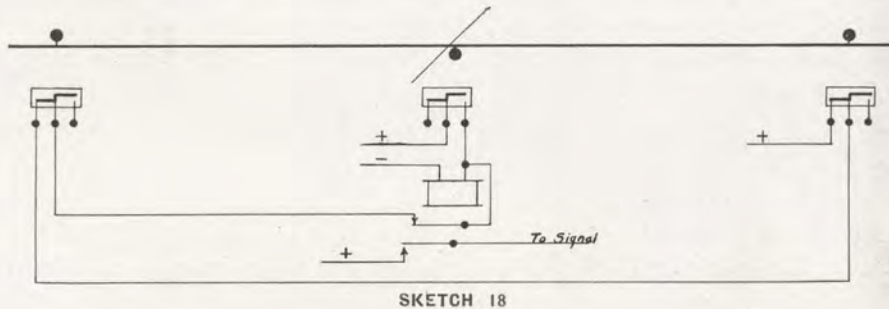 +
+
−
To Signal
+
SKETCH 18